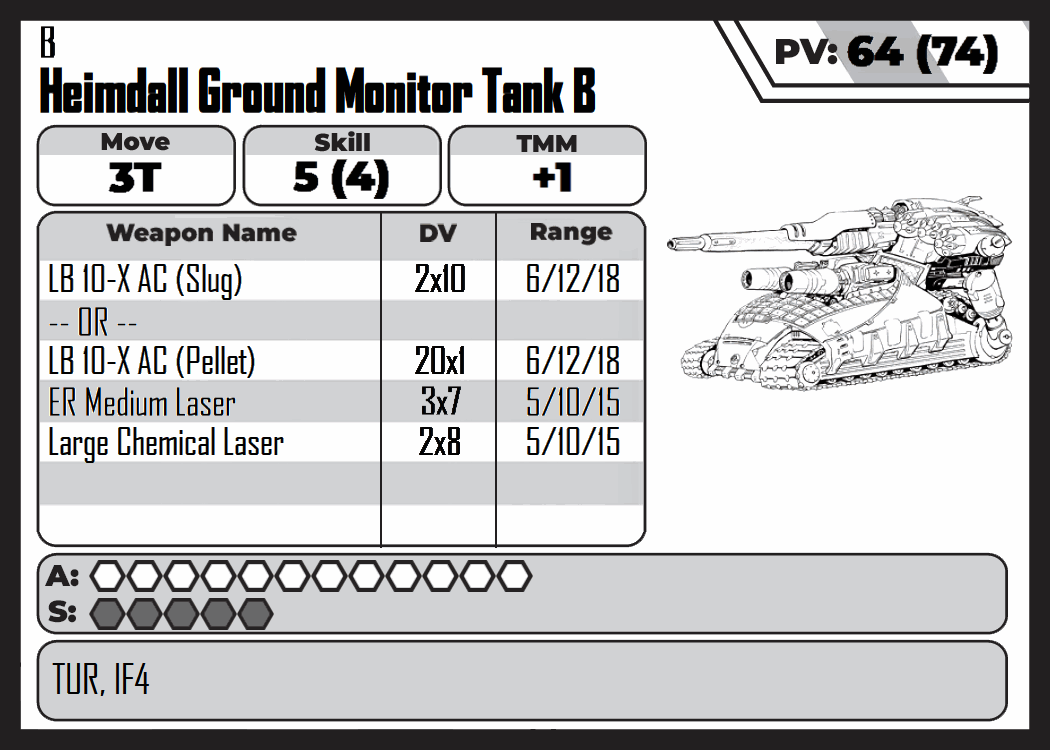 B
Heimdall Ground Monitor Tank B
PV: 64 (74)
Move
3T
Skill
5 (4)
TMM
+1
Weapon Name DV Range
LB 10-X AC (Slug) 2x10 6/12/18
-- OR --
LB 10-X AC (Pellet) 20x1 6/12/18
ER Medium Laser 3x7 5/10/15
Large Chemical Laser 2x8 5/10/15
A:
S:
TUR, IF4